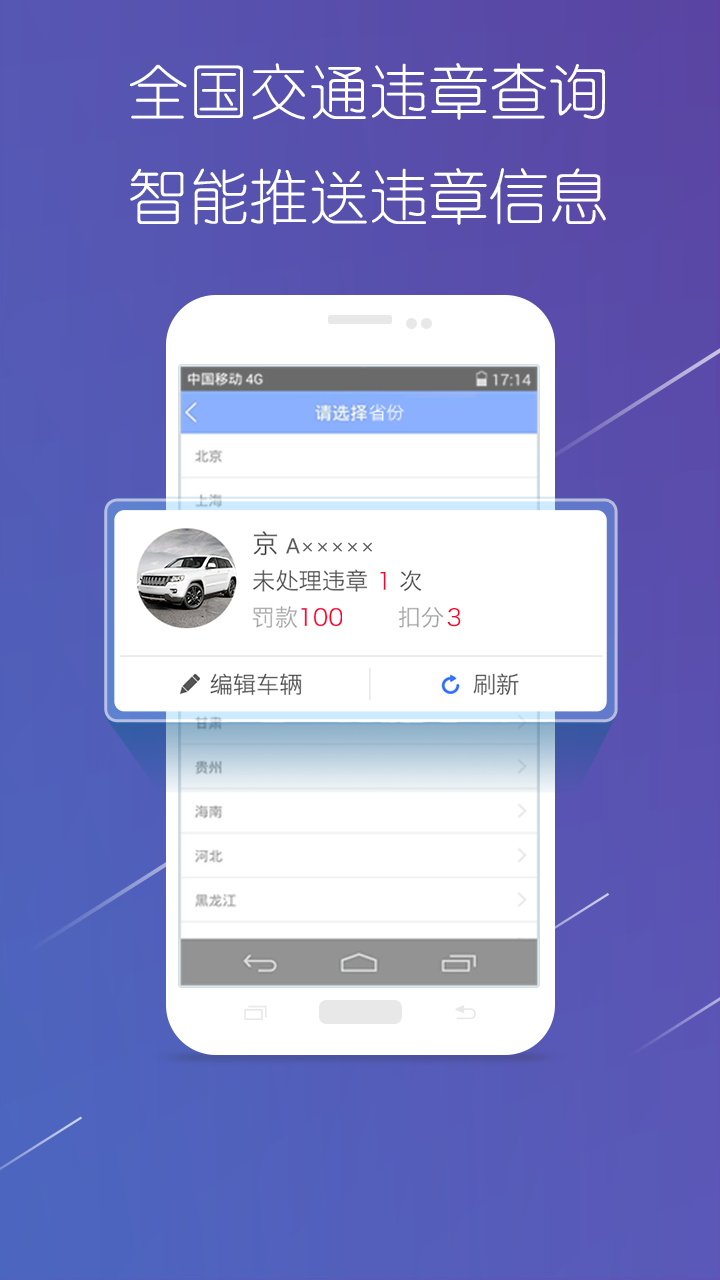 全国交通违章查询
智能推送违章信息
中国移动 4G 17:14
请选择省份
北京
上海
京 A×××××
未处理违章 1 次
罚款100 扣分3
编辑车辆 刷新
甘肃
贵州
海南
河北
黑龙江